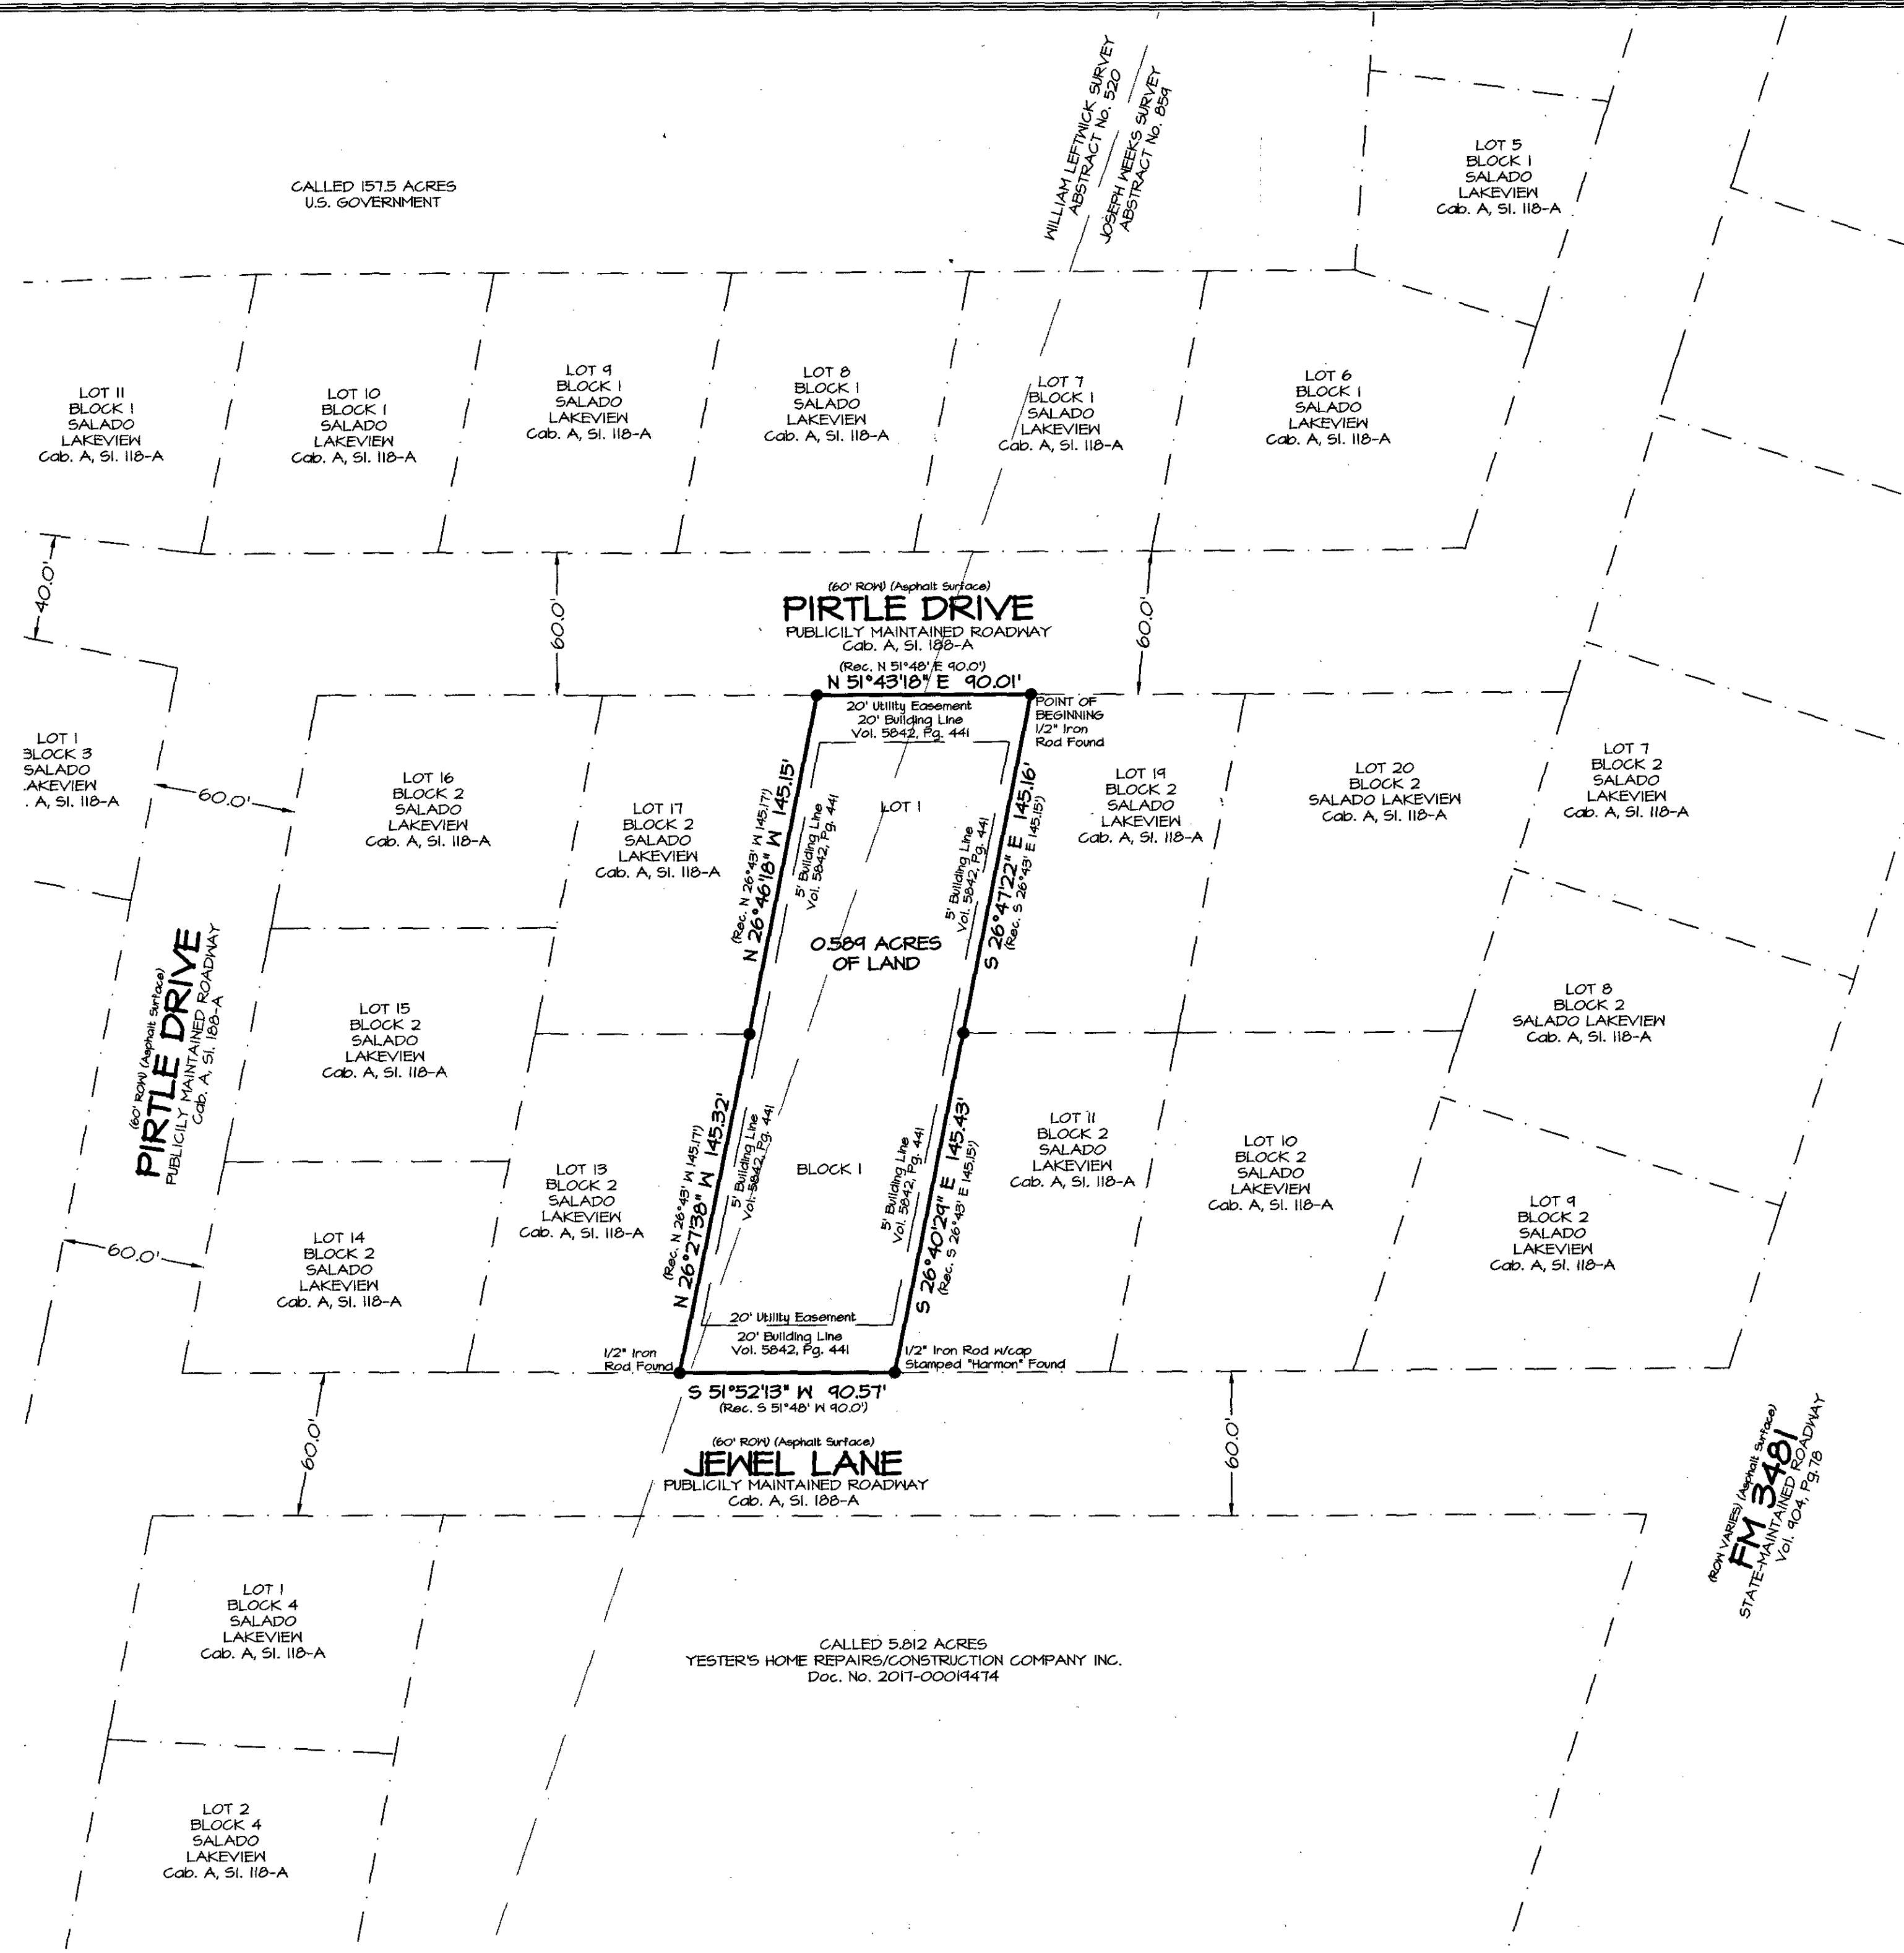 WILLIAM LEFTWICK SURVEY
ABSTRACT No. 520
JOSEPH WEEKS SURVEY
ABSTRACT No. 859
CALLED 157.5 ACRES
U.S. GOVERNMENT
LOT 5
BLOCK 1
SALADO
LAKEVIEW
Cab. A, Sl. 118-A
LOT 11
BLOCK 1
SALADO
LAKEVIEW
Cab. A, Sl. 118-A
LOT 10
BLOCK 1
SALADO
LAKEVIEW
Cab. A, Sl. 118-A
LOT 9
BLOCK 1
SALADO
LAKEVIEW
Cab. A, Sl. 118-A
LOT 8
BLOCK 1
SALADO
LAKEVIEW
Cab. A, Sl. 118-A
LOT 7
BLOCK 1
SALADO
LAKEVIEW
Cab. A, Sl. 118-A
LOT 6
BLOCK 1
SALADO
LAKEVIEW
Cab. A, Sl. 118-A
40.0'
60.0'
(60' ROW) (Asphalt Surface)
PIRTLE DRIVE
PUBLICILY MAINTAINED ROADWAY
Cab. A, Sl. 188-A
60.0'
(Rec. N 51°48' E 90.0')
N 51°43'18" E 90.01'
20' Utility Easement
20' Building Line
Vol. 5842, Pg. 441
POINT OF
BEGINNING
1/2" Iron
Rod Found
LOT 1
BLOCK 3
SALADO
AKEVIEW
. A, Sl. 118-A
60.0'
LOT 16
BLOCK 2
SALADO
LAKEVIEW
Cab. A, Sl. 118-A
LOT 17
BLOCK 2
SALADO
LAKEVIEW
Cab. A, Sl. 118-A
(Rec. N 26°43' W 145.17')
N 26°46'18" W 145.15'
5' Building Line
Vol. 5842, Pg. 441
LOT 1
5' Building Line
Vol. 5842, Pg. 441
S 26°47'22" E 145.16'
(Rec. S 26°43' E 145.15')
LOT 19
BLOCK 2
SALADO
LAKEVIEW
Cab. A, Sl. 118-A
LOT 20
BLOCK 2
SALADO LAKEVIEW
Cab. A, Sl. 118-A
LOT 7
BLOCK 2
SALADO
LAKEVIEW
Cab. A, Sl. 118-A
0.589 ACRES
OF LAND
(60' ROW) (Asphalt Surface)
PIRTLE DRIVE
PUBLICILY MAINTAINED ROADWAY
Cab. A, Sl. 188-A
LOT 15
BLOCK 2
SALADO
LAKEVIEW
Cab. A, Sl. 118-A
LOT 8
BLOCK 2
SALADO LAKEVIEW
Cab. A, Sl. 118-A
LOT 14
BLOCK 2
SALADO
LAKEVIEW
Cab. A, Sl. 118-A
60.0'
LOT 13
BLOCK 2
SALADO
LAKEVIEW
Cab. A, Sl. 118-A
(Rec. N 26°43' W 145.17')
N 26°27'38" W 145.32'
5' Building Line
Vol. 5842, Pg. 441
BLOCK 1
5' Building Line
Vol. 5842, Pg. 441
S 26°40'29" E 145.43'
(Rec. S 26°43' E 145.15')
LOT 11
BLOCK 2
SALADO
LAKEVIEW
Cab. A, Sl. 118-A
LOT 10
BLOCK 2
SALADO
LAKEVIEW
Cab. A, Sl. 118-A
LOT 9
BLOCK 2
SALADO
LAKEVIEW
Cab. A, Sl. 118-A
20' Utility Easement
20' Building Line
Vol. 5842, Pg. 441
1/2" Iron
Rod Found
1/2" Iron Rod w/cap
Stamped "Harmon" Found
S 51°52'13" W 90.57'
(Rec. S 51°48' W 90.0')
60.0'
(60' ROW) (Asphalt Surface)
JEWEL LANE
PUBLICILY MAINTAINED ROADWAY
Cab. A, Sl. 188-A
60.0'
(ROW VARIES) (Asphalt Surface)
FM 3481
STATE-MAINTAINED ROADWAY
Vol. 904, Pg.78
LOT 1
BLOCK 4
SALADO
LAKEVIEW
Cab. A, Sl. 118-A
CALLED 5.812 ACRES
YESTER'S HOME REPAIRS/CONSTRUCTION COMPANY INC.
Doc. No. 2017-00019474
LOT 2
BLOCK 4
SALADO
LAKEVIEW
Cab. A, Sl. 118-A